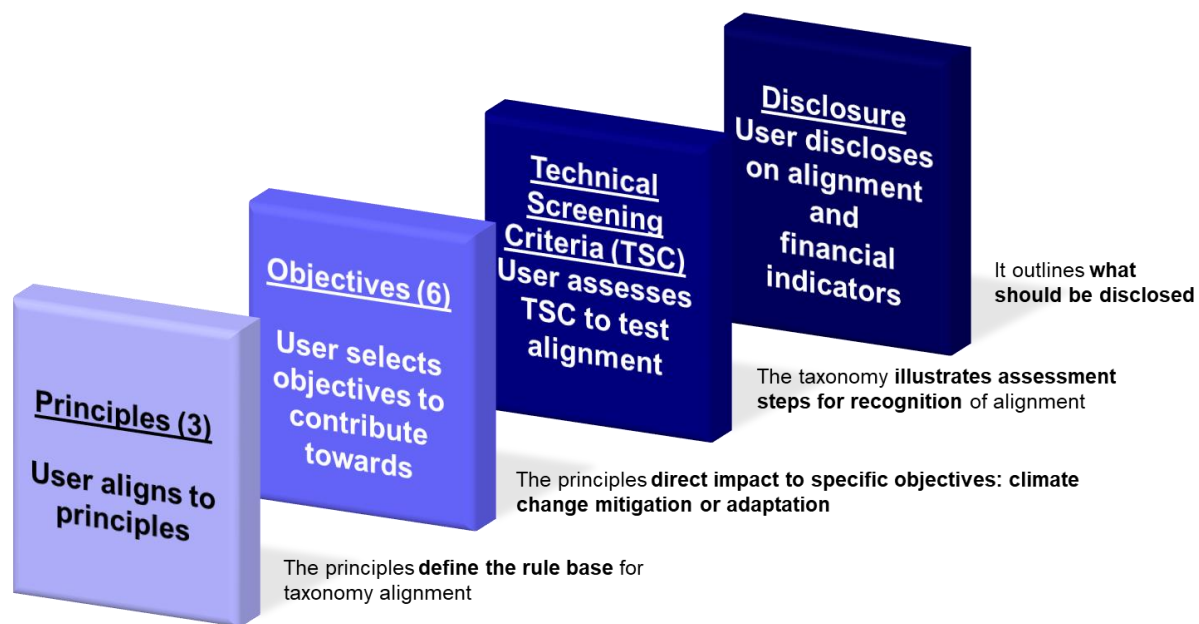 Principles (3)
User aligns to
principles
The principles define the rule base for
taxonomy alignment
Objectives (6)
User selects
objectives to
contribute
towards
The principles direct impact to specific objectives: climate
change mitigation or adaptation
Technical
Screening
Criteria (TSC)
User assesses
TSC to test
alignment
The taxonomy illustrates assessment
steps for recognition of alignment
Disclosure
User discloses
on alignment
and
financial
indicators
It outlines what
should be disclosed